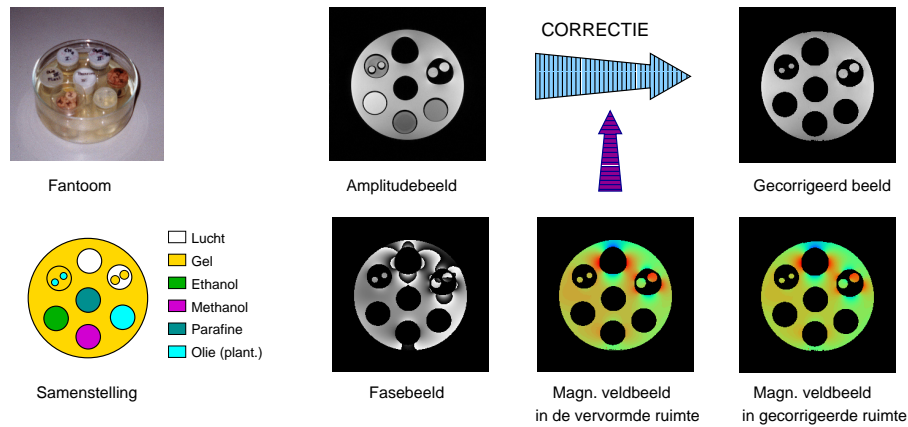 CORRECTIE
Fantoom
Amplitudebeeld
Gecorrigeerd beeld
Lucht
Gel
Ethanol
Methanol
Parafine
Olie (plant.)
Samenstelling
Fasebeeld
Magn. veldbeeld
in de vervormde ruimte
Magn. veldbeeld
in gecorrigeerde ruimte